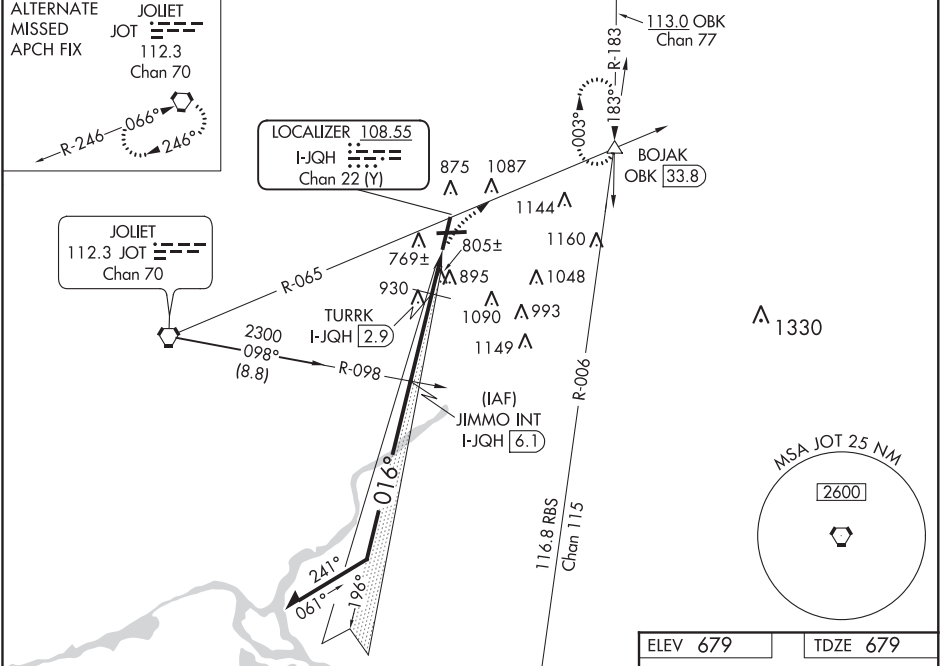 ALTERNATE
MISSED
APCH FIX
JOLIET
JOT
112.3
Chan 70
R-246
066°
246°
113.0 OBK
Chan 77
R-183
183°
003°
LOCALIZER 108.55
I-JQH
Chan 22 (Y)
875
1087
BOJAK
OBK 33.8
1144
JOLIET
112.3 JOT
Chan 70
769±
805±
1160
R-065
930
895
1048
TURRK
I-JQH 2.9
1090
993
1330
2300
098°
(8.8)
R-098
1149
R-006
(IAF)
JIMMO INT
I-JQH 6.1
MSA JOT 25 NM
2600
016°
116.8 RBS
Chan 115
241°
061°
196°
ELEV 679
TDZE 679